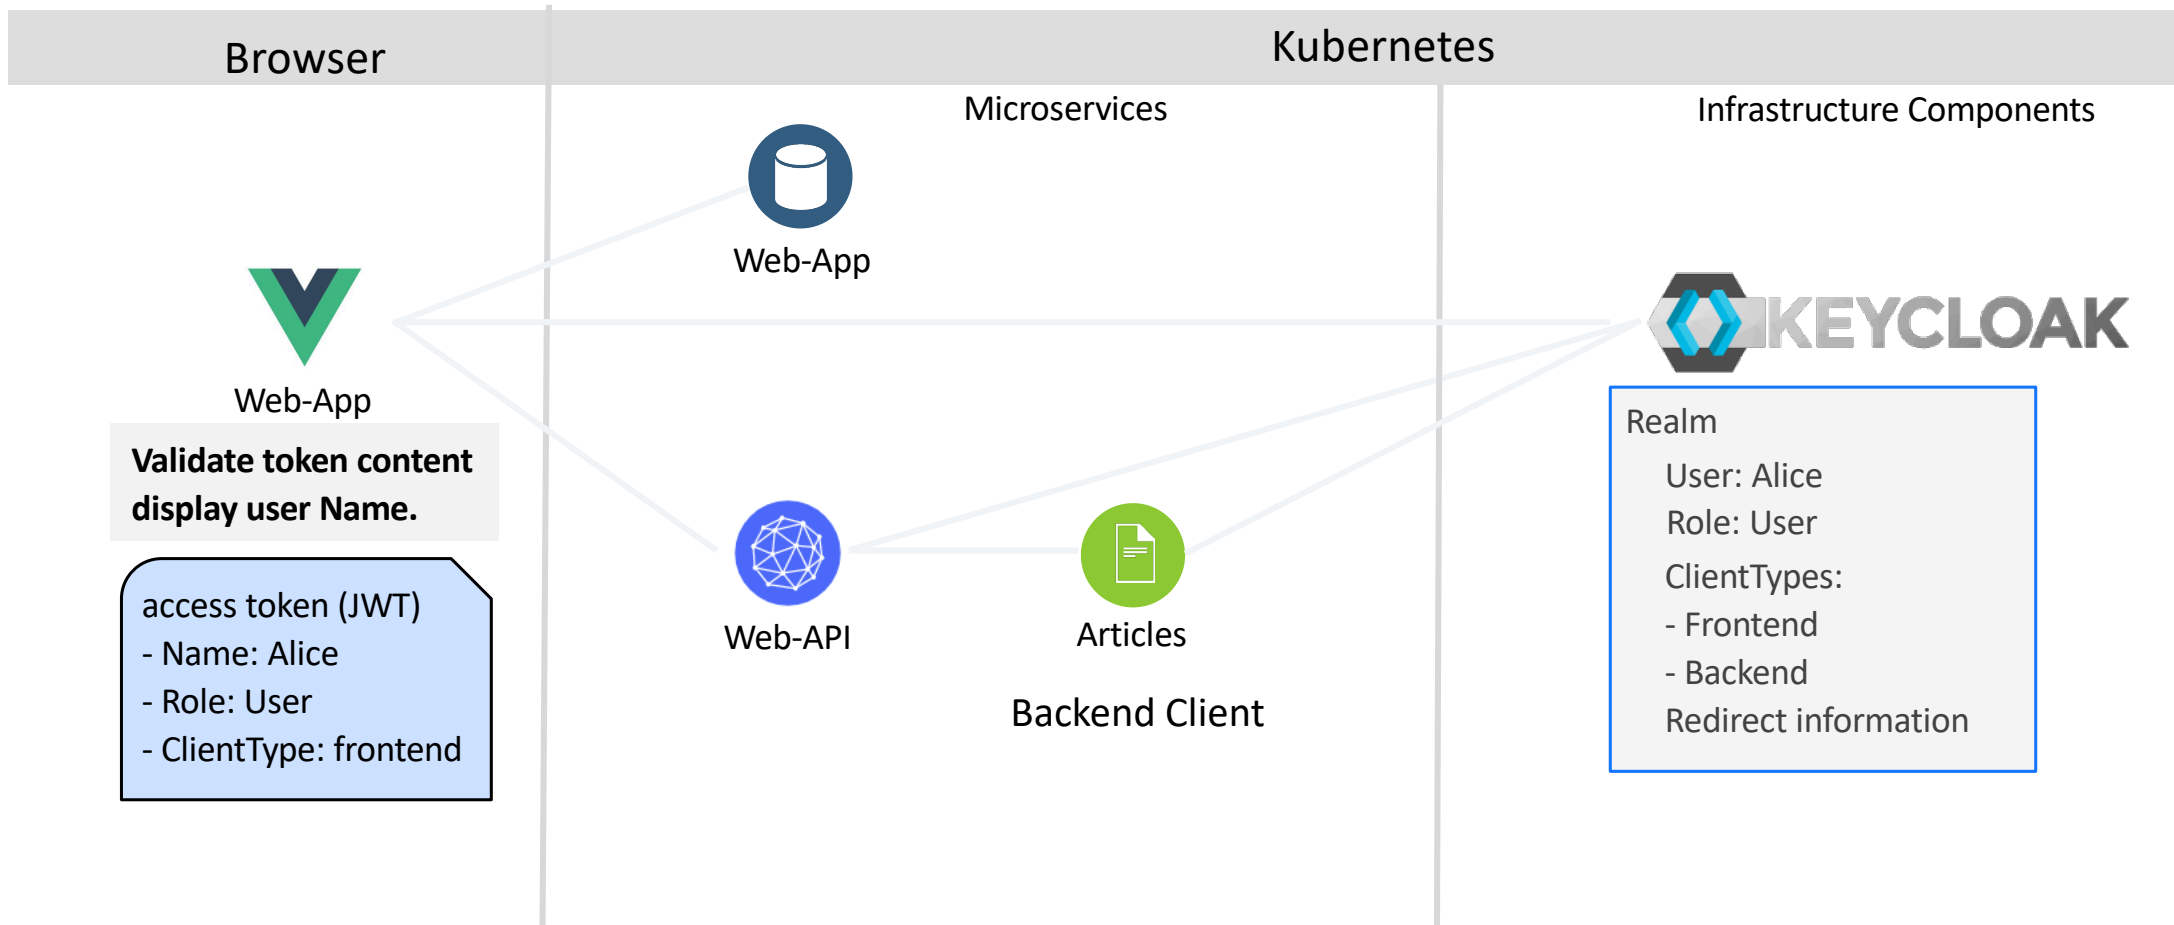 Browser
Kubernetes
Microservices
Infrastructure Components
Web-App
Web-App
KEYCLOAK
Validate token content
display user Name.
access token (JWT)
- Name: Alice
- Role: User
- ClientType: frontend
Web-API
Articles
Backend Client
Realm
User: Alice
Role: User
ClientTypes:
- Frontend
- Backend
Redirect information